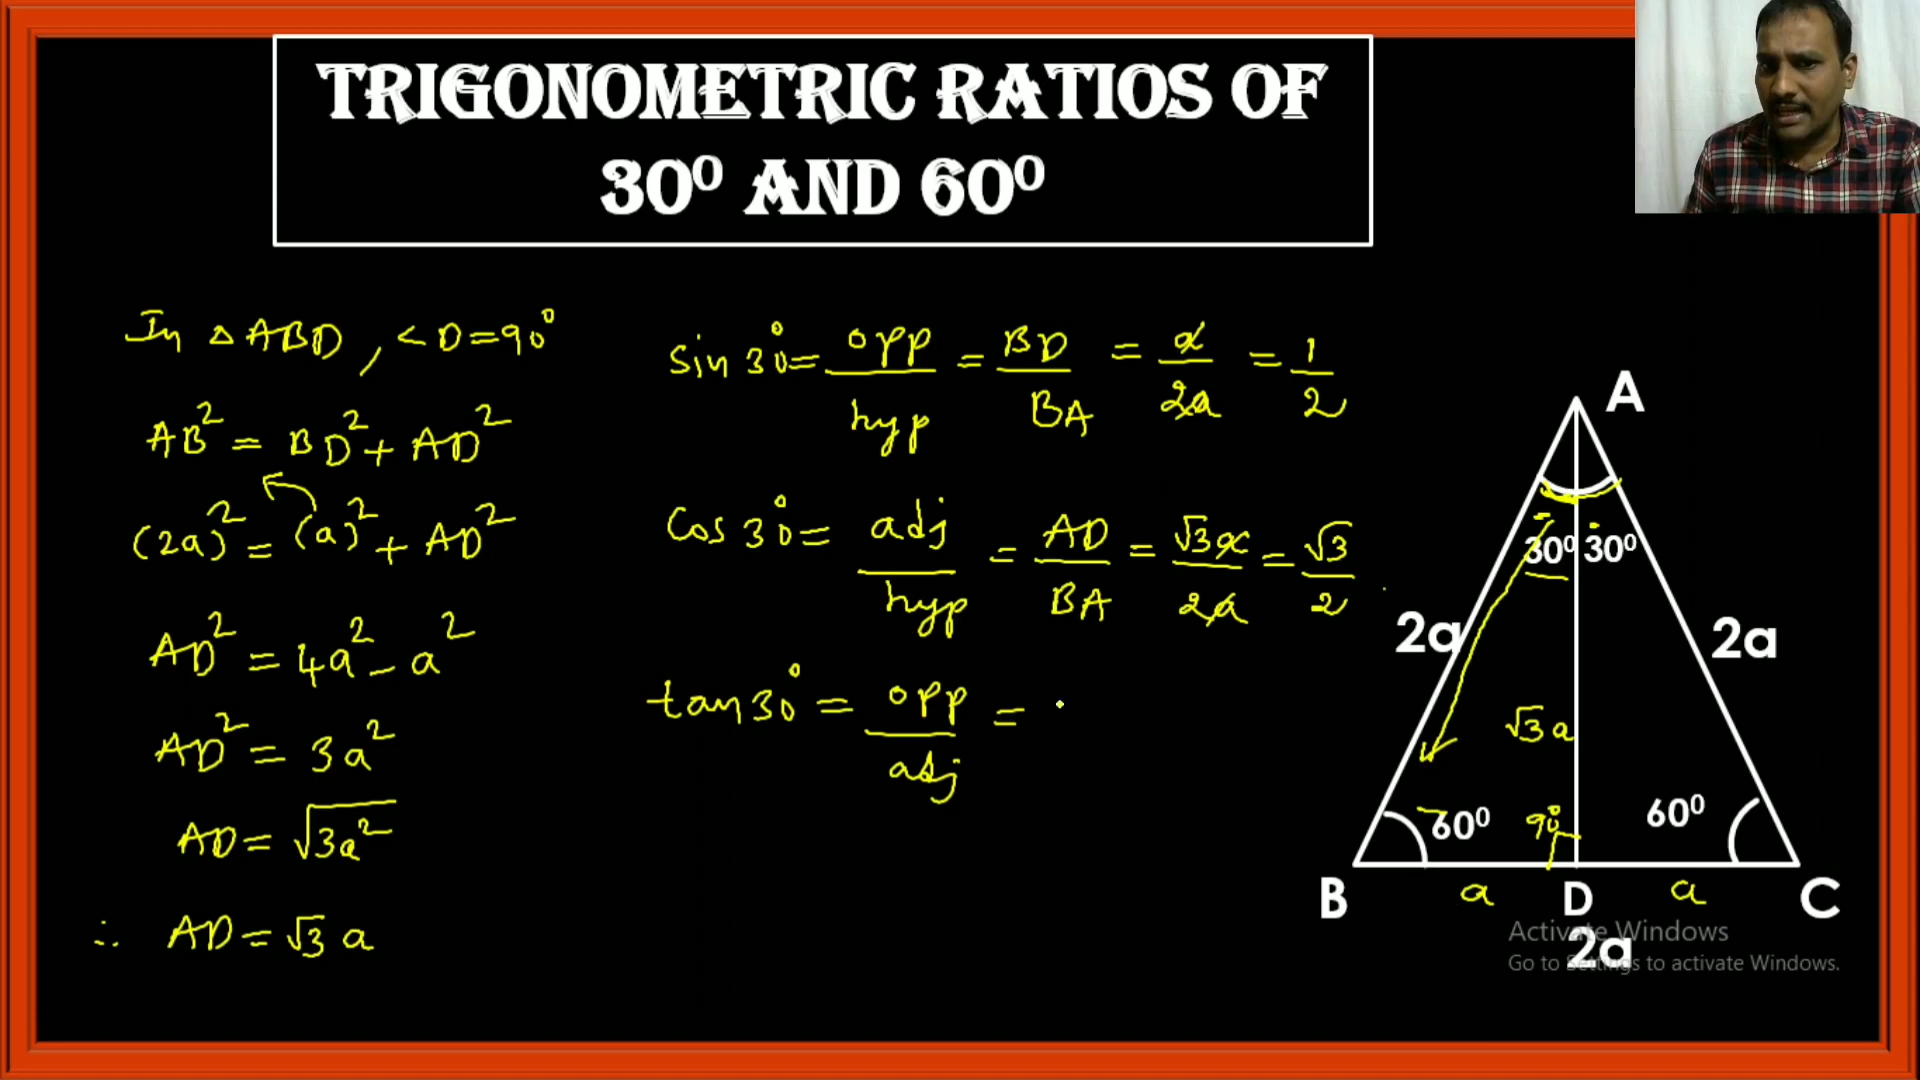 TRIGONOMETRIC RATIOS OF
30⁰ AND 60⁰
In △ ABD, <D=90°
AB² = BD² + AD²
(2a)² = (a)² + AD²
AD² = 4a² - a²
AD² = 3a²
AD = √3a²
∴ AD = √3 a
sin 30° = opp/hyp = BD/BA = a/2a = 1/2
cos 30° = adj/hyp = AD/BA = √3a/2a = √3/2
tan 30° = opp/adj =
A
30⁰ 30⁰
2a 2a
√3 a
60⁰ 90° 60⁰
B a D a C
2a
Activate Windows
Go to Settings to activate Windows.